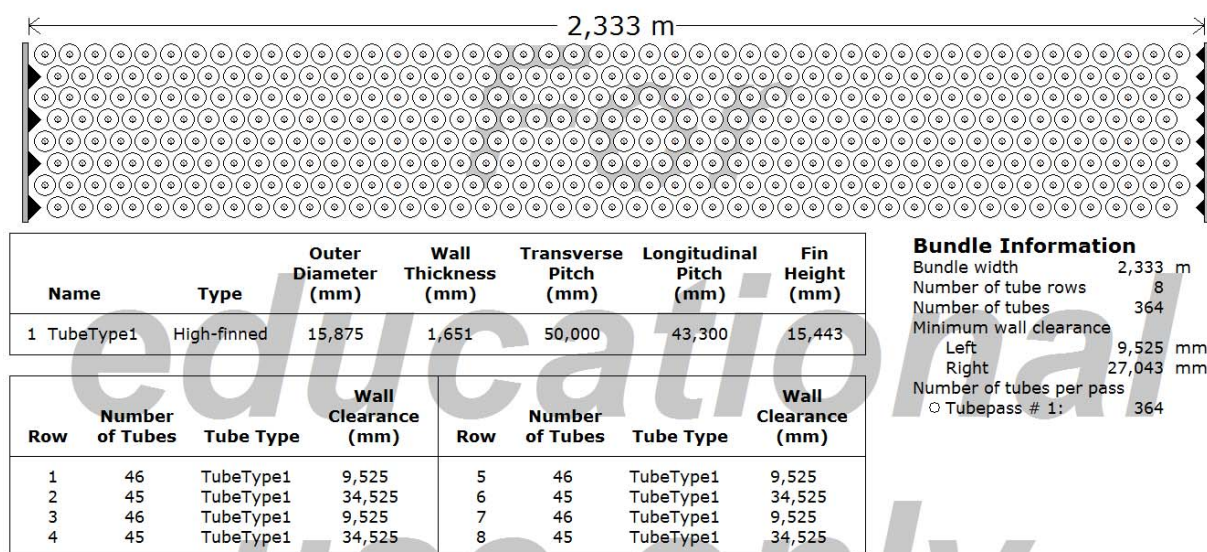 2,333 m
For
Outer Wall Transverse Longitudinal Fin
Diameter Thickness Pitch Pitch Height
Name Type (mm) (mm) (mm) (mm) (mm)
1 TubeType1 High-finned 15,875 1,651 50,000 43,300 15,443
Bundle Information
Bundle width 2,333 m
Number of tube rows 8
Number of tubes 364
Minimum wall clearance
Left 9,525 mm
Right 27,043 mm
Number of tubes per pass
Tubepass # 1: 364
educational
Wall Wall
Number Clearance Number Clearance
Row of Tubes Tube Type (mm) Row of Tubes Tube Type (mm)
1 46 TubeType1 9,525 5 46 TubeType1 9,525
2 45 TubeType1 34,525 6 45 TubeType1 34,525
3 46 TubeType1 9,525 7 46 TubeType1 9,525
4 45 TubeType1 34,525 8 45 TubeType1 34,525
use only